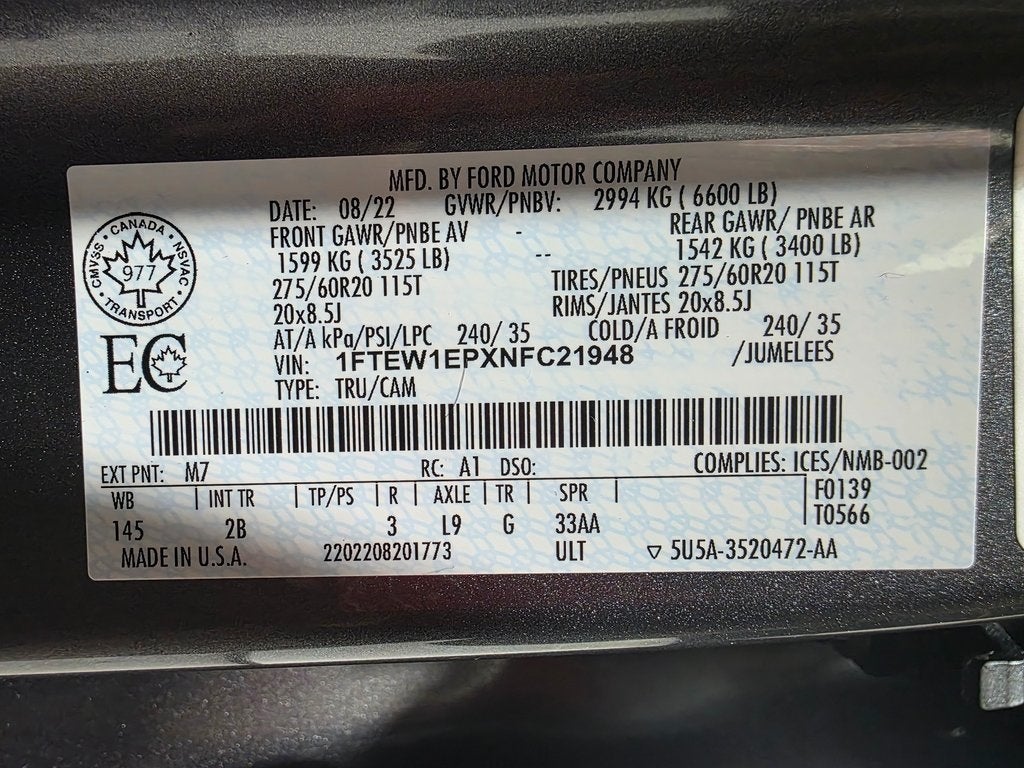 MFD. BY FORD MOTOR COMPANY
DATE: 08/22 GVWR/PNBV: 2994 KG ( 6600 LB)
FRONT GAWR/PNBE AV - REAR GAWR/ PNBE AR
1599 KG ( 3525 LB) -- 1542 KG ( 3400 LB)
275/60R20 115T TIRES/PNEUS 275/60R20 115T
20x8.5J RIMS/JANTES 20x8.5J
AT/A kPa/PSI/LPC 240/ 35 COLD/A FROID 240/ 35
VIN: 1FTEW1EPXNFC21948 /JUMELEES
TYPE: TRU/CAM
CANADA
CMVSS NSVAC
977
TRANSPORT
EC
EXT PNT: M7 RC: A1 DSO: COMPLIES: ICES/NMB-002
WB | INT TR | TP/PS | R | AXLE | TR | SPR | F0139
145 2B 3 L9 G 33AA T0566
MADE IN U.S.A. 2202208201773 ULT ▽ 5U5A-3520472-AA